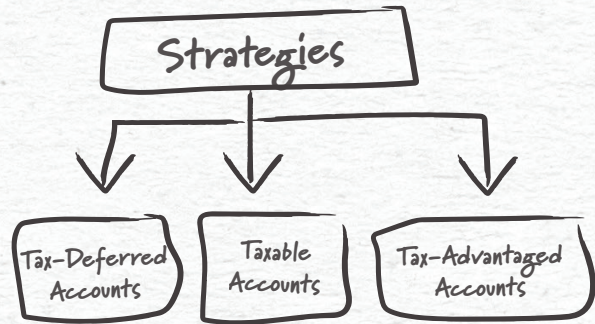 Strategies
Tax-Deferred
Accounts
Taxable
Accounts
Tax-Advantaged
Accounts